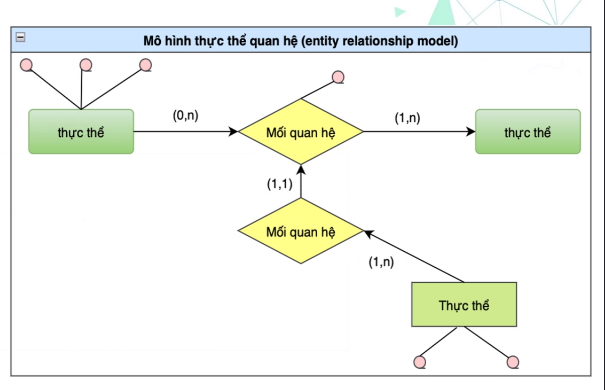 Mô hình thực thể quan hệ (entity relationship model)
thực thể
(0,n)
Mối quan hệ
(1,n)
thực thể
(1,1)
Mối quan hệ
(1,n)
Thực thể